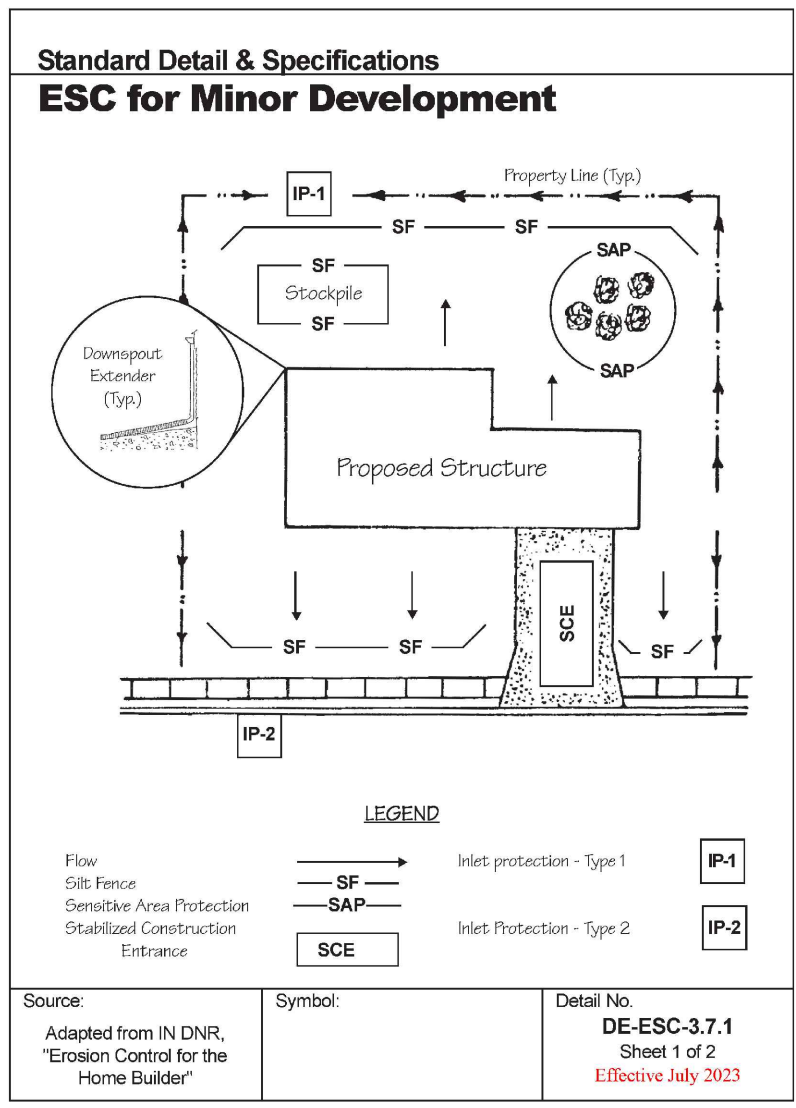 Standard Detail & Specifications
ESC for Minor Development
Property Line (Typ.)
IP-1
SF SF
SAP
SF
Stockpile
SF
SAP
Downspout
Extender
(Typ.)
Proposed Structure
SCE
SF SF SF
IP-2
LEGEND
Flow
Silt Fence SF
Sensitive Area Protection SAP
Stabilized Construction
Entrance SCE
Inlet protection - Type 1 IP-1
Inlet Protection - Type 2 IP-2
Source:
Adapted from IN DNR,
"Erosion Control for the
Home Builder"
Symbol:
Detail No.
DE-ESC-3.7.1
Sheet 1 of 2
Effective July 2023